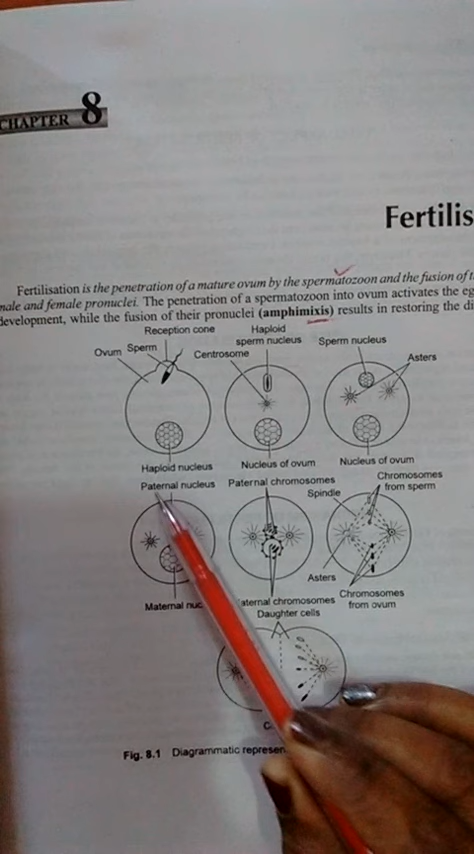 CHAPTER 8
Fertilis
Fertilisation is the penetration of a mature ovum by the spermatozoon and the fusion of
male and female pronuclei. The penetration of a spermatozoon into ovum activates the eg
development, while the fusion of their pronuclei (amphimixis) results in restoring the di
Reception cone
Ovum Sperm
Centrosome
Haploid
sperm nucleus
Sperm nucleus
Asters
Haploid nucleus
Nucleus of ovum
Nucleus of ovum
Paternal nucleus
Paternal chromosomes
Spindle
Chromosomes
from sperm
Maternal nuc
aternal chromosomes
Asters
Chromosomes
from ovum
Daughter cells
Fig. 8.1 Diagrammatic represen